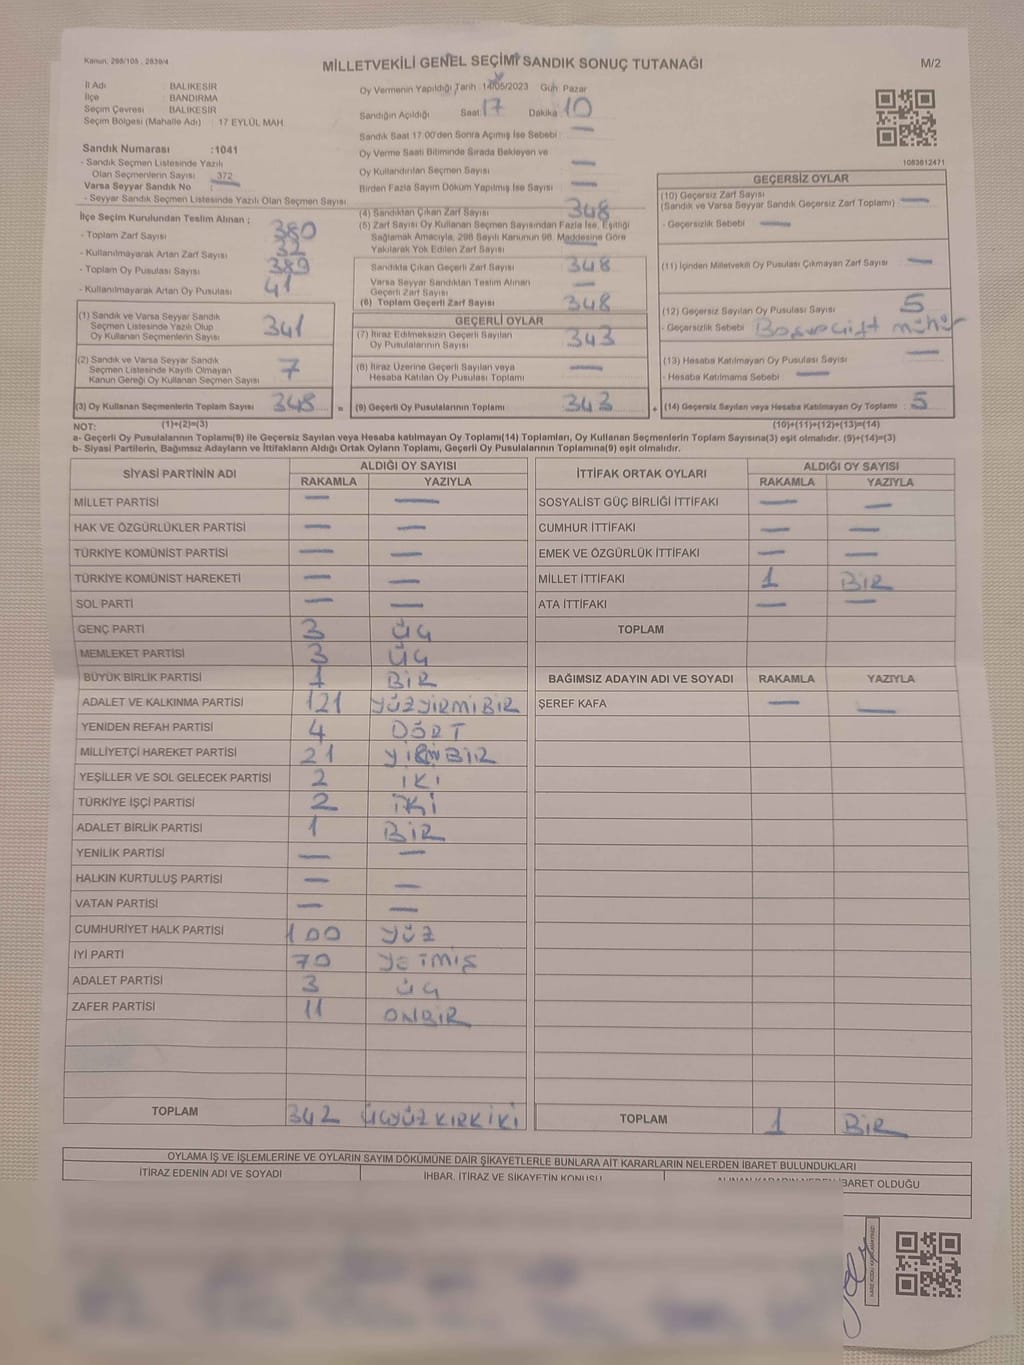 Kanun: 298/105 , 2839/4
MİLLETVEKİLİ GENEL SEÇİMİ SANDIK SONUÇ TUTANAĞI
M/2
İl Adı : BALIKESİR
İlçe : BANDIRMA
Seçim Çevresi : BALIKESİR
Seçim Bölgesi (Mahalle Adı) : 17 EYLÜL MAH.
Oy Vermenin Yapıldığı Tarih : 14/05/2023 Gün Pazar
Sandığın Açıldığı Saat 17 Dakika 10
Sandık Saat 17:00'den Sonra Açımış İse Sebebi : —
Oy Verme Saati Bitiminde Sırada Bekleyen ve
Oy Kullandırılan Seçmen Sayısı —
Birden Fazla Sayım Döküm Yapılmış İse Sayısı —
1083612471
Sandık Numarası :1041
- Sandık Seçmen Listesinde Yazılı
Olan Seçmenlerin Sayısı : 372
Varsa Seyyar Sandık No :
- Seyyar Sandık Seçmen Listesinde Yazılı Olan Seçmen Sayısı
İlçe Seçim Kurulundan Teslim Alınan ;
- Toplam Zarf Sayısı 380
- Kullanılmayarak Artan Zarf Sayısı 32
- Toplam Oy Pusulası Sayısı 389
- Kullanılmayarak Artan Oy Pusulası 41
(1) Sandık ve Varsa Seyyar Sandık
Seçmen Listesinde Yazılı Olup
Oy Kullanan Seçmenlerin Sayısı 341
(2) Sandık ve Varsa Seyyar Sandık
Seçmen Listesinde Kayıtlı Olmayan
Kanun Gereği Oy Kullanan Seçmen Sayısı 7
(3) Oy Kullanan Seçmenlerin Toplam Sayısı 348 =
(1)+(2)=(3)
(4) Sandıktan Çıkan Zarf Sayısı 348
(5) Zarf Sayısı Oy Kullanan Seçmen Sayısından Fazla İse, Eşitliği
Sağlamak Amacıyla, 298 Sayılı Kanunun 98. Maddesine Göre
Yakılarak Yok Edilen Zarf Sayısı —
Sandıkta Çıkan Geçerli Zarf Sayısı 348
Varsa Seyyar Sandıktan Teslim Alınan
Geçerli Zarf Sayısı —
(6) Toplam Geçerli Zarf Sayısı 348
GEÇERLİ OYLAR
(7) İtiraz Edilmeksizin Geçerli Sayılan
Oy Pusulalarının Sayısı 343
(8) İtiraz Üzerine Geçerli Sayılan veya
Hesaba Katılan Oy Pusulası Toplamı —
(9) Geçerli Oy Pusulalarının Toplamı 343 +
GEÇERSİZ OYLAR
(10) Geçersiz Zarf Sayısı
(Sandık ve Varsa Seyyar Sandık Geçersiz Zarf Toplamı) —
- Geçersizlik Sebebi —
(11) İçinden Milletvekili Oy Pusulası Çıkmayan Zarf Sayısı —
(12) Geçersiz Sayılan Oy Pusulası Sayısı 5
- Geçersizlik Sebebi çift mühür
(13) Hesaba Katılmayan Oy Pusulası Sayısı —
- Hesaba Katılmama Sebebi —
(14) Geçersiz Sayılan veya Hesaba Katılmayan Oy Toplamı 5
(10)+(11)+(12)+(13)=(14)
NOT:
a- Geçerli Oy Pusulalarının Toplamı(9) ile Geçersiz Sayılan veya Hesaba katılmayan Oy Toplamı(14) Toplamları, Oy Kullanan Seçmenlerin Toplam Sayısına(3) eşit olmalıdır. (9)+(14)=(3)
b- Siyasi Partilerin, Bağımsız Adayların ve İttifakların Aldığı Ortak Oyların Toplamı, Geçerli Oy Pusulalarının Toplamına(9) eşit olmalıdır.
SİYASİ PARTİNİN ADI ALDIĞI OY SAYISI
RAKAMLA YAZIYLA
MİLLET PARTİSİ — —
HAK VE ÖZGÜRLÜKLER PARTİSİ — —
TÜRKİYE KOMÜNİST PARTİSİ — —
TÜRKİYE KOMÜNİST HAREKETİ — —
SOL PARTİ — —
GENÇ PARTİ 3 ÜÇ
MEMLEKET PARTİSİ 3 ÜÇ
BÜYÜK BİRLİK PARTİSİ 1 BİR
ADALET VE KALKINMA PARTİSİ 121 YÜZYİRMİBİR
YENİDEN REFAH PARTİSİ 4 DÖRT
MİLLİYETÇİ HAREKET PARTİSİ 21 YİRMİBİR
YEŞİLLER VE SOL GELECEK PARTİSİ 2 İKİ
TÜRKİYE İŞÇİ PARTİSİ 2 İKİ
ADALET BİRLİK PARTİSİ 1 BİR
YENİLİK PARTİSİ — —
HALKIN KURTULUŞ PARTİSİ — —
VATAN PARTİSİ — —
CUMHURİYET HALK PARTİSİ 100 YÜZ
İYİ PARTİ 70 YETMİŞ
ADALET PARTİSİ 3 ÜÇ
ZAFER PARTİSİ 11 ONBİR
TOPLAM 342 ÜÇYÜZKIRKİKİ
İTTİFAK ORTAK OYLARI ALDIĞI OY SAYISI
RAKAMLA YAZIYLA
SOSYALİST GÜÇ BİRLİĞİ İTTİFAKI — —
CUMHUR İTTİFAKI — —
EMEK VE ÖZGÜRLÜK İTTİFAKI — —
MİLLET İTTİFAKI 1 BİR
ATA İTTİFAKI — —
TOPLAM
BAĞIMSIZ ADAYIN ADI VE SOYADI RAKAMLA YAZIYLA
ŞEREF KAFA — —
TOPLAM 1 BİR
OYLAMA İŞ VE İŞLEMLERİNE VE OYLARIN SAYIM DÖKÜMÜNE DAİR ŞİKAYETLERLE BUNLARA AİT KARARLARIN NELERDEN İBARET BULUNDUKLARI
İTİRAZ EDENİN ADI VE SOYADI İHBAR, İTİRAZ VE ŞİKAYETİN KONUSU İBARET OLDUĞU